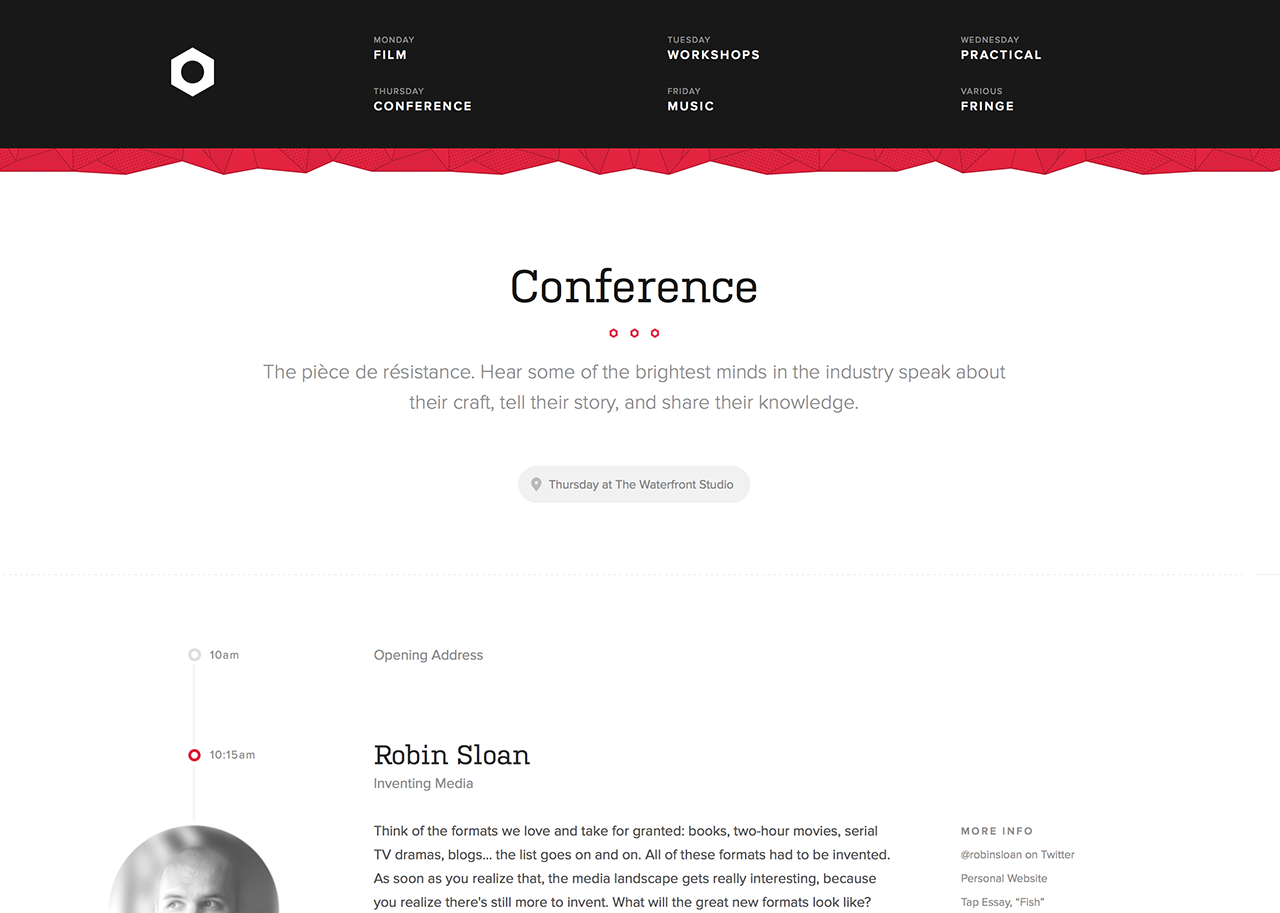 MONDAY
FILM
TUESDAY
WORKSHOPS
WEDNESDAY
PRACTICAL
THURSDAY
CONFERENCE
FRIDAY
MUSIC
VARIOUS
FRINGE
Conference
The pièce de résistance. Hear some of the brightest minds in the industry speak about
their craft, tell their story, and share their knowledge.
Thursday at The Waterfront Studio
10am
Opening Address
10:15am
Robin Sloan
Inventing Media
Think of the formats we love and take for granted: books, two-hour movies, serial
TV dramas, blogs… the list goes on and on. All of these formats had to be invented.
As soon as you realize that, the media landscape gets really interesting, because
you realize there's still more to invent. What will the great new formats look like?
MORE INFO
@robinsloan on Twitter
Personal Website
Tap Essay, “Fish”